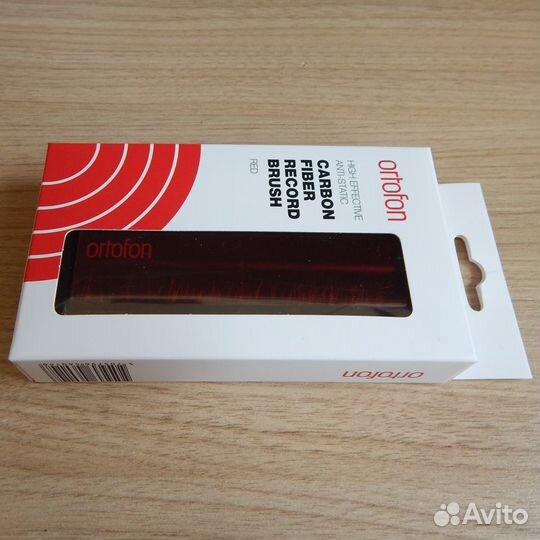 ortofon
HIGH EFFECTIVE
ANTI-STATIC
CARBON
FIBER
RECORD
BRUSH
RED
ortofon
ortofon
Avito